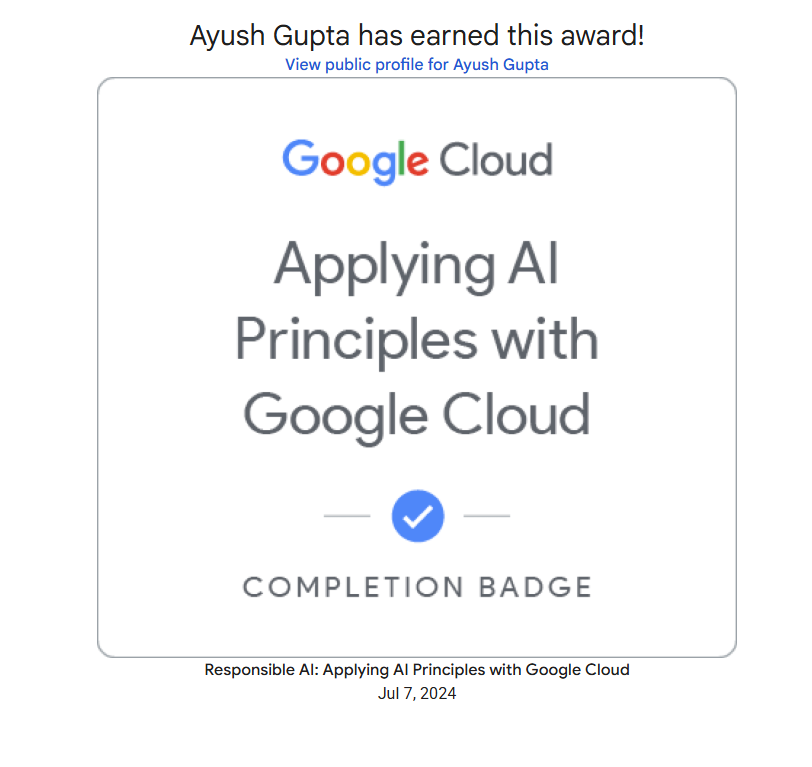 Ayush Gupta has earned this award!
View public profile for Ayush Gupta
Google Cloud
Applying AI
Principles with
Google Cloud
COMPLETION BADGE
Responsible AI: Applying AI Principles with Google Cloud
Jul 7, 2024